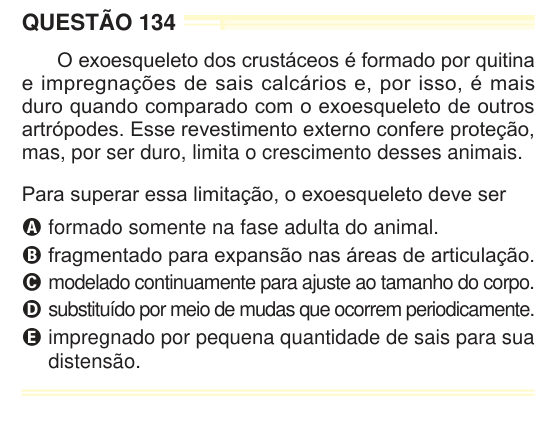 QUESTÃO 134
O exoesqueleto dos crustáceos é formado por quitina
e impregnações de sais calcários e, por isso, é mais
duro quando comparado com o exoesqueleto de outros
artrópodes. Esse revestimento externo confere proteção,
mas, por ser duro, limita o crescimento desses animais.
Para superar essa limitação, o exoesqueleto deve ser
A formado somente na fase adulta do animal.
B fragmentado para expansão nas áreas de articulação.
C modelado continuamente para ajuste ao tamanho do corpo.
D substituído por meio de mudas que ocorrem periodicamente.
E impregnado por pequena quantidade de sais para sua
distensão.